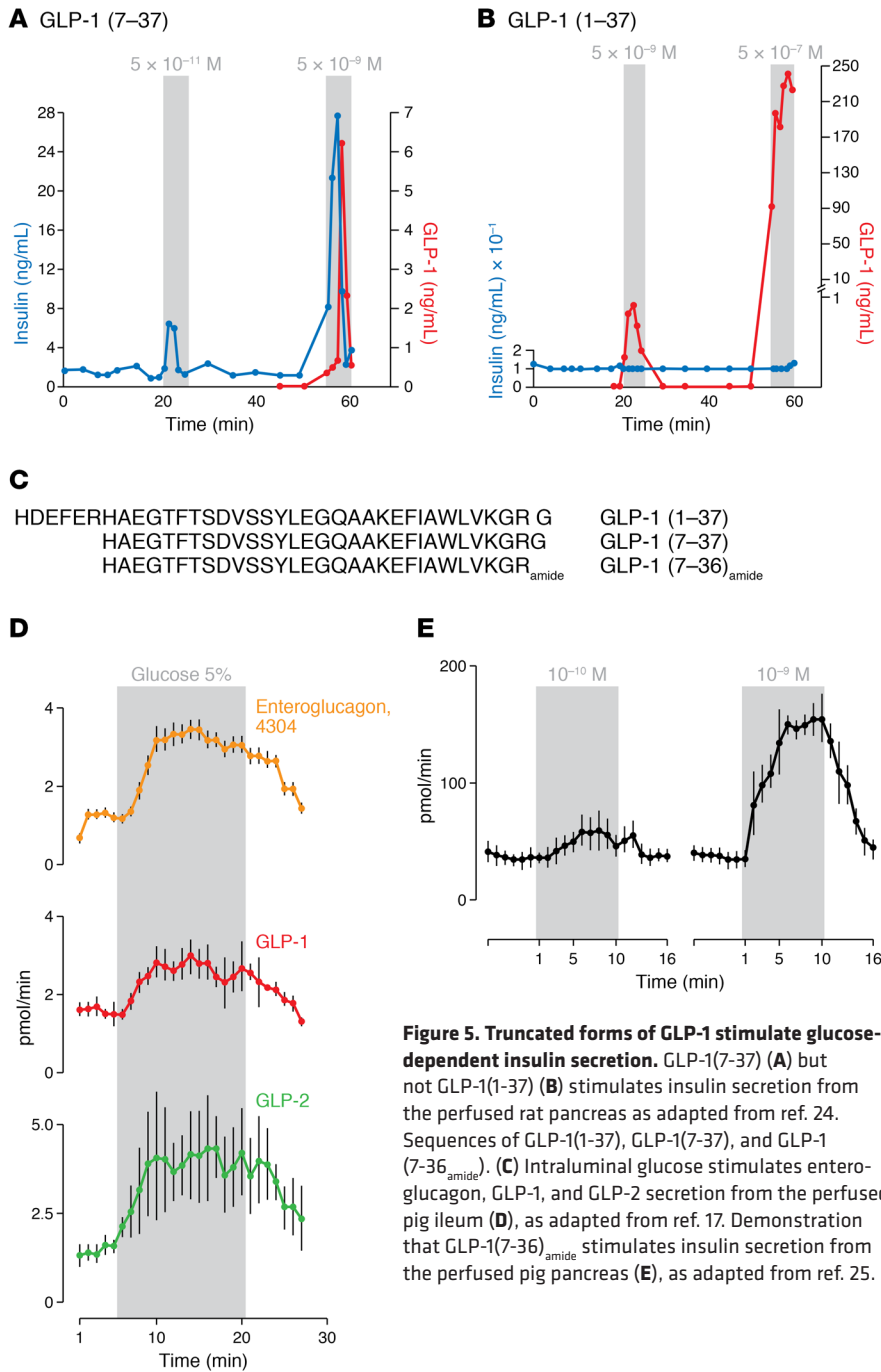 A GLP-1 (7–37)
5 × 10⁻¹¹ M
5 × 10⁻⁹ M
28
24
20
16
12
8
4
0
Insulin (ng/mL)
7
6
5
4
3
2
1
0
GLP-1 (ng/mL)
0
20
40
60
Time (min)
B GLP-1 (1–37)
5 × 10⁻⁹ M
5 × 10⁻⁷ M
250
210
170
130
90
50
10
1
0
GLP-1 (ng/mL)
Insulin (ng/mL) × 10⁻¹
2
1
0
0
20
40
60
Time (min)
C
HDEFERHAEGTFTSDVSSYLEGQAAKEFIAWLVKGR G GLP-1 (1–37)
HAEGTFTSDVSSYLEGQAAKEFIAWLVKGRG GLP-1 (7–37)
HAEGTFTSDVSSYLEGQAAKEFIAWLVKGRamide GLP-1 (7–36)amide
D
Glucose 5%
Enteroglucagon,
4304
4
2
0
GLP-1
4
2
0
pmol/min
GLP-2
5.0
2.5
0
1
10
20
30
Time (min)
E
10⁻¹⁰ M
10⁻⁹ M
200
100
0
pmol/min
1
5
10
16
1
5
10
16
Time (min)
Figure 5. Truncated forms of GLP-1 stimulate glucose-
dependent insulin secretion. GLP-1(7-37) (A) but
not GLP-1(1-37) (B) stimulates insulin secretion from
the perfused rat pancreas as adapted from ref. 24.
Sequences of GLP-1(1-37), GLP-1(7-37), and GLP-1
(7-36amide). (C) Intraluminal glucose stimulates entero-
glucagon, GLP-1, and GLP-2 secretion from the perfused
pig ileum (D), as adapted from ref. 17. Demonstration
that GLP-1(7-36)amide stimulates insulin secretion from
the perfused pig pancreas (E), as adapted from ref. 25.